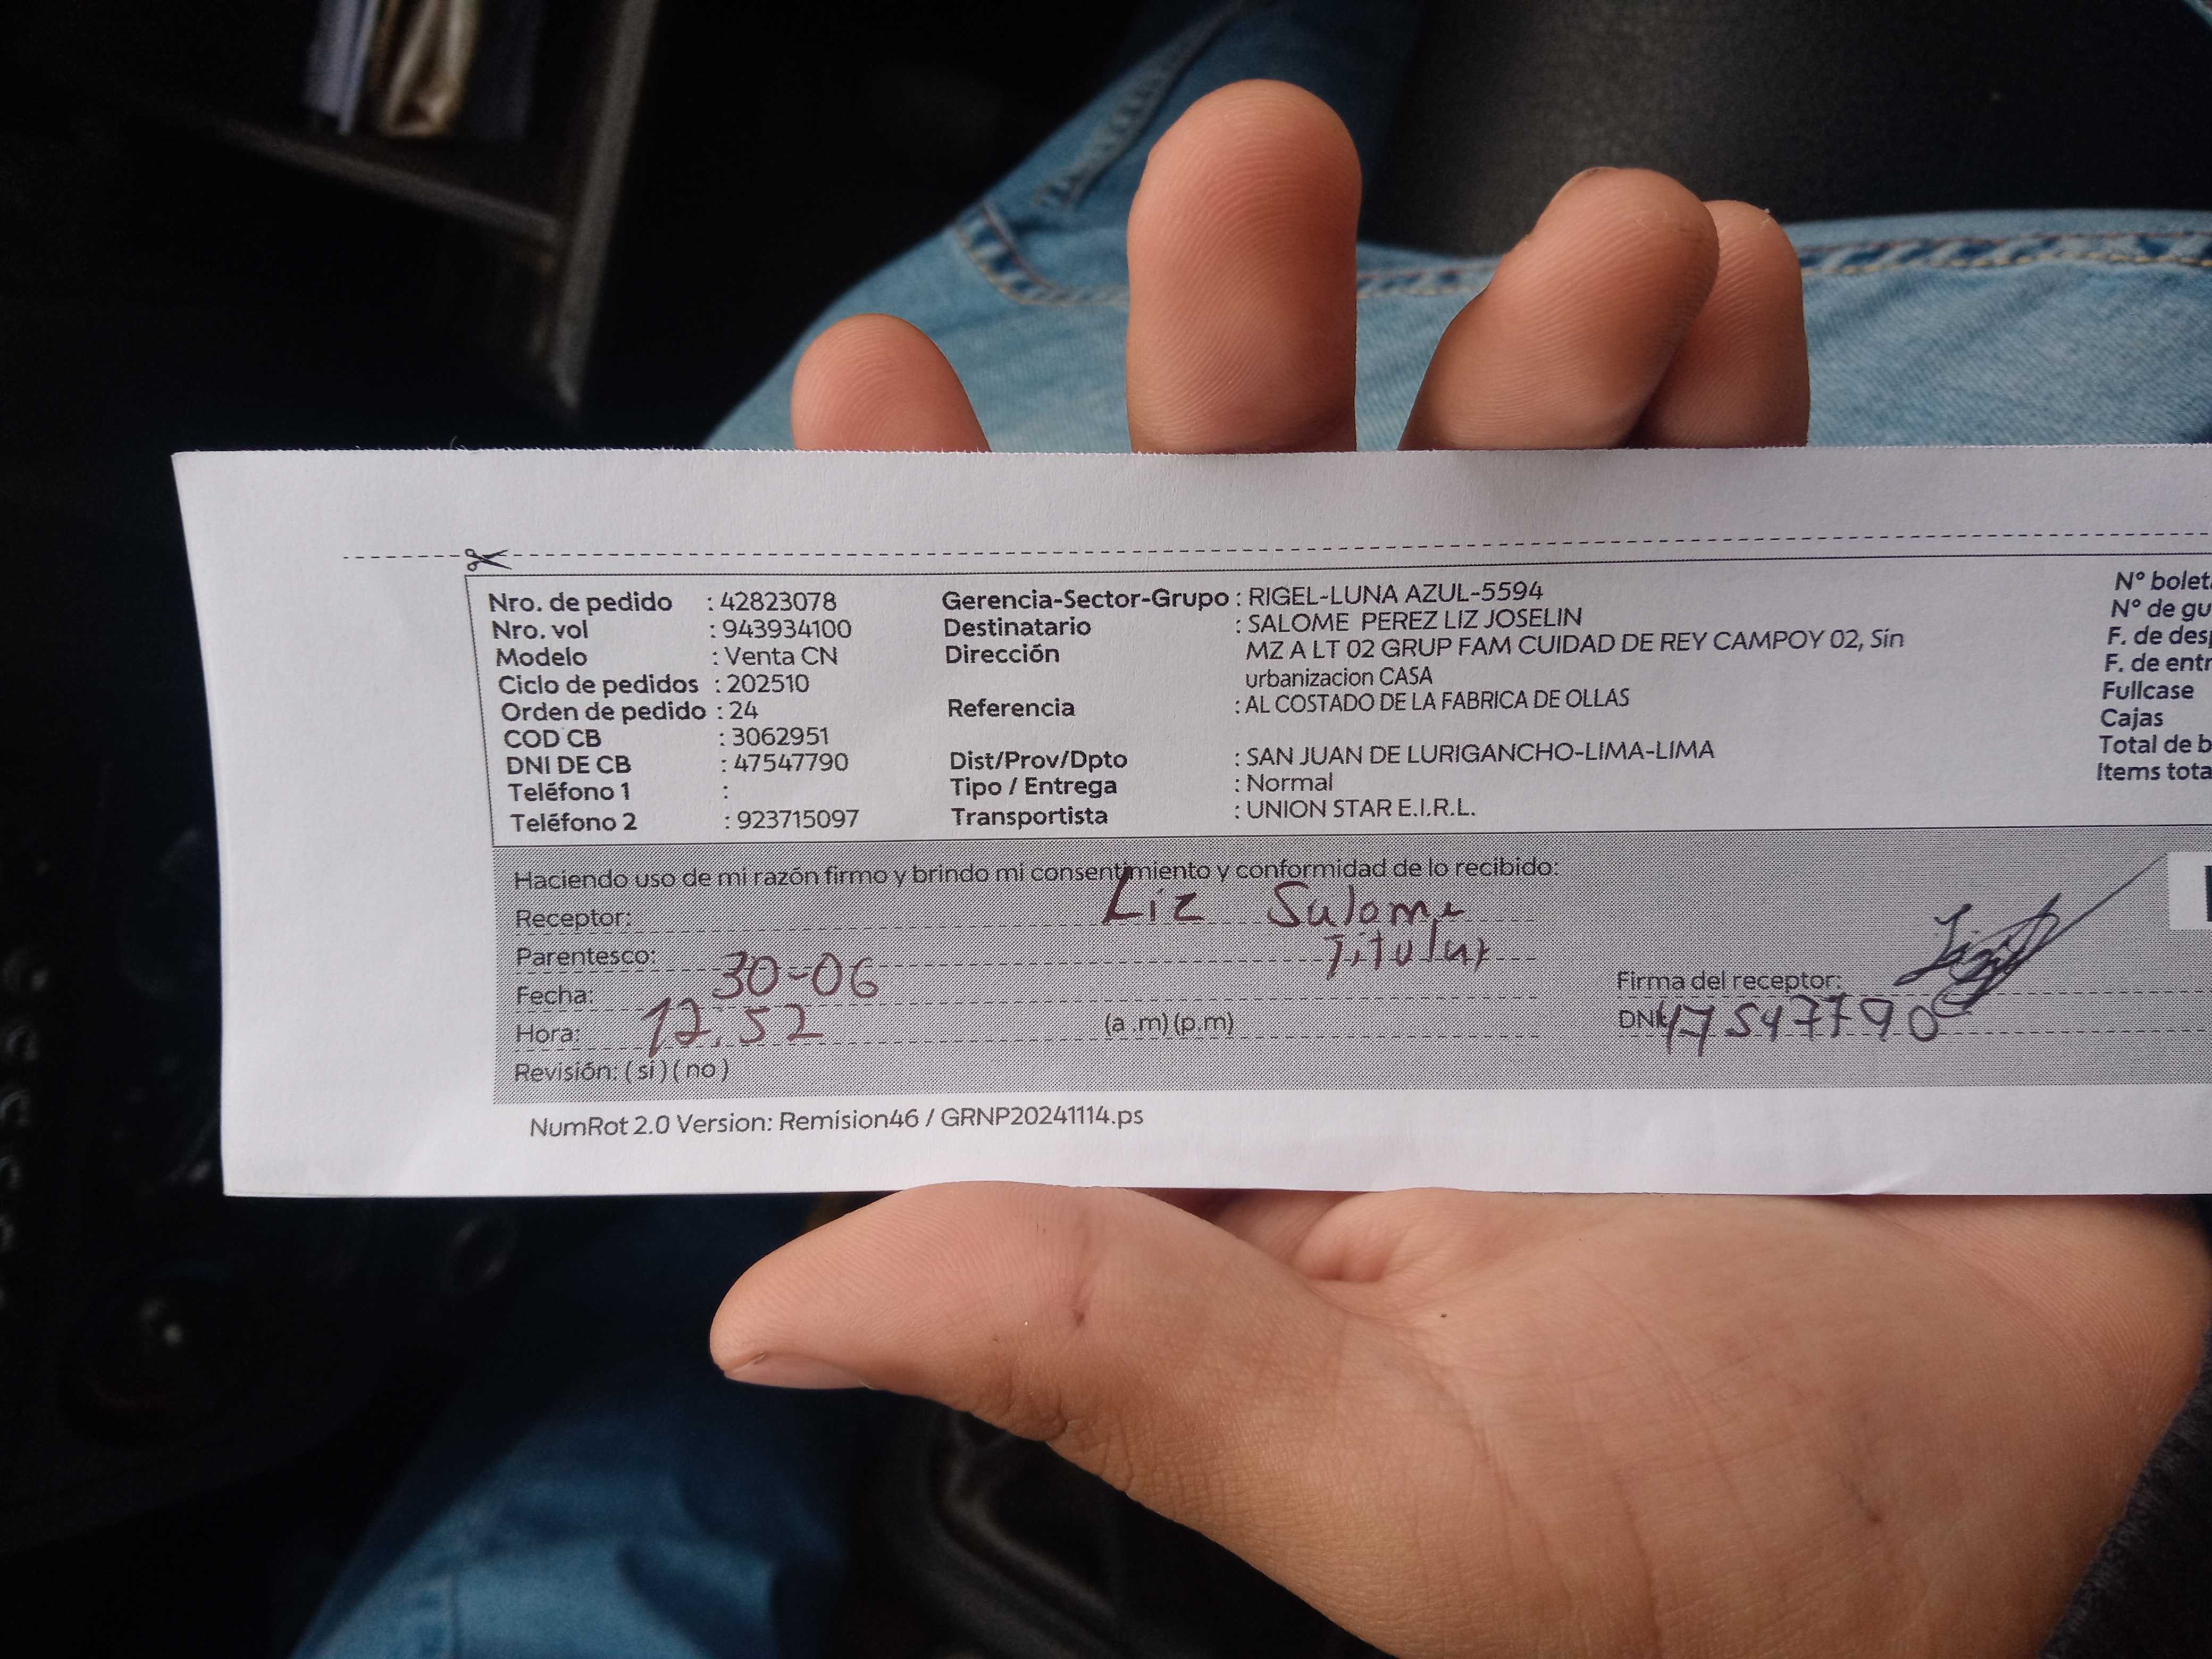 Nro. de pedido : 42823078
Nro. vol : 943934100
Modelo : Venta CN
Ciclo de pedidos : 202510
Orden de pedido : 24
COD CB : 3062951
DNI DE CB : 47547790
Teléfono 1 :
Teléfono 2 : 923715097
Gerencia-Sector-Grupo : RIGEL-LUNA AZUL-5594
Destinatario : SALOME PEREZ LIZ JOSELIN
Dirección MZ A LT 02 GRUP FAM CUIDAD DE REY CAMPOY 02, Sin
urbanizacion CASA
Referencia : AL COSTADO DE LA FABRICA DE OLLAS
Dist/Prov/Dpto : SAN JUAN DE LURIGANCHO-LIMA-LIMA
Tipo / Entrega : Normal
Transportista : UNION STAR E.I.R.L.
N° bolet
N° de gu
F. de des
F. de entr
Fullcase
Cajas
Total de b
Items tota
Haciendo uso de mi razón firmo y brindo mi consentimiento y conformidad de lo recibido:
Receptor: Liz Salome
Parentesco: Titular
Fecha: 30-06
Hora: 12:52 (a .m) (p.m)
Revisión: ( si ) ( no )
Firma del receptor:
DNI: 47547790
NumRot 2.0 Version: Remision46 / GRNP20241114.ps